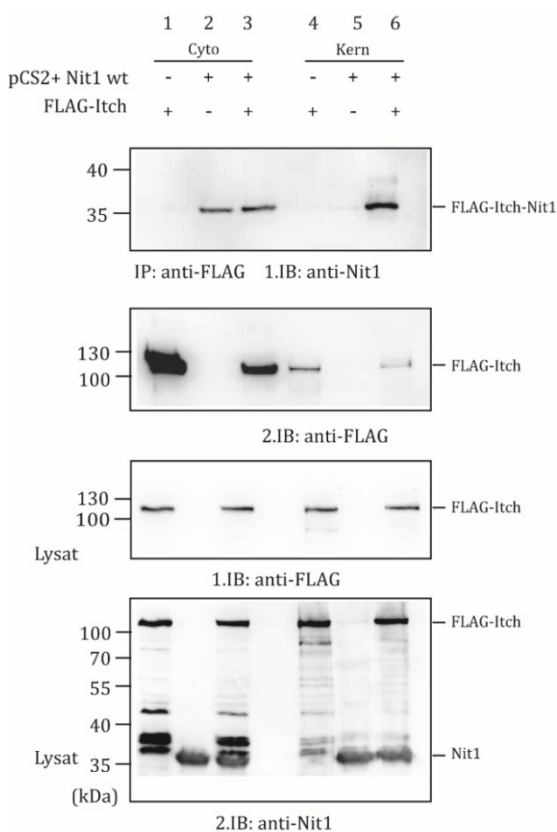 1 2 3 4 5 6
Cyto Kern
pCS2+ Nit1 wt - + + - + +
FLAG-Itch + - + + - +
40
35
FLAG-Itch-Nit1
IP: anti-FLAG 1.IB: anti-Nit1
130
100
FLAG-Itch
2.IB: anti-FLAG
130
100
FLAG-Itch
Lysat
1.IB: anti-FLAG
FLAG-Itch
100
70
55
40
Lysat
35
Nit1
(kDa)
2.IB: anti-Nit1